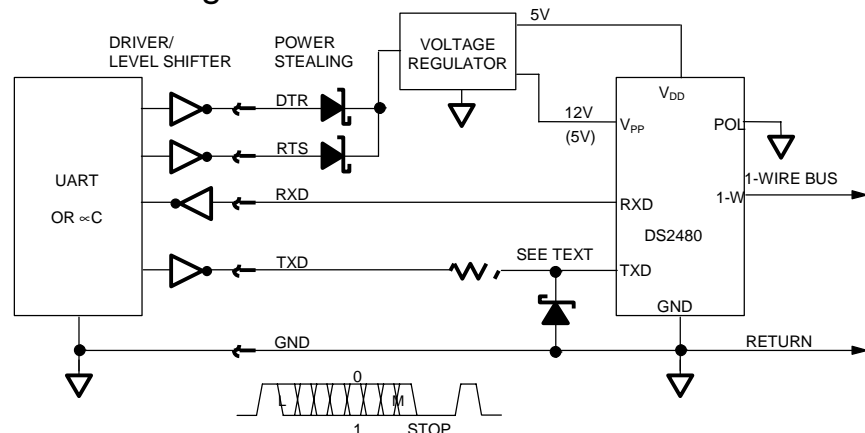 5V
DRIVER/
LEVEL SHIFTER
POWER
STEALING
VOLTAGE
REGULATOR
DTR
VDD
12V
(5V)
VPP
POL
RTS
UART
OR ∝C
RXD
RXD
1-WIRE BUS
1-W
DS2480
SEE TEXT
TXD
TXD
GND
GND
RETURN
0
L
M
1
STOP